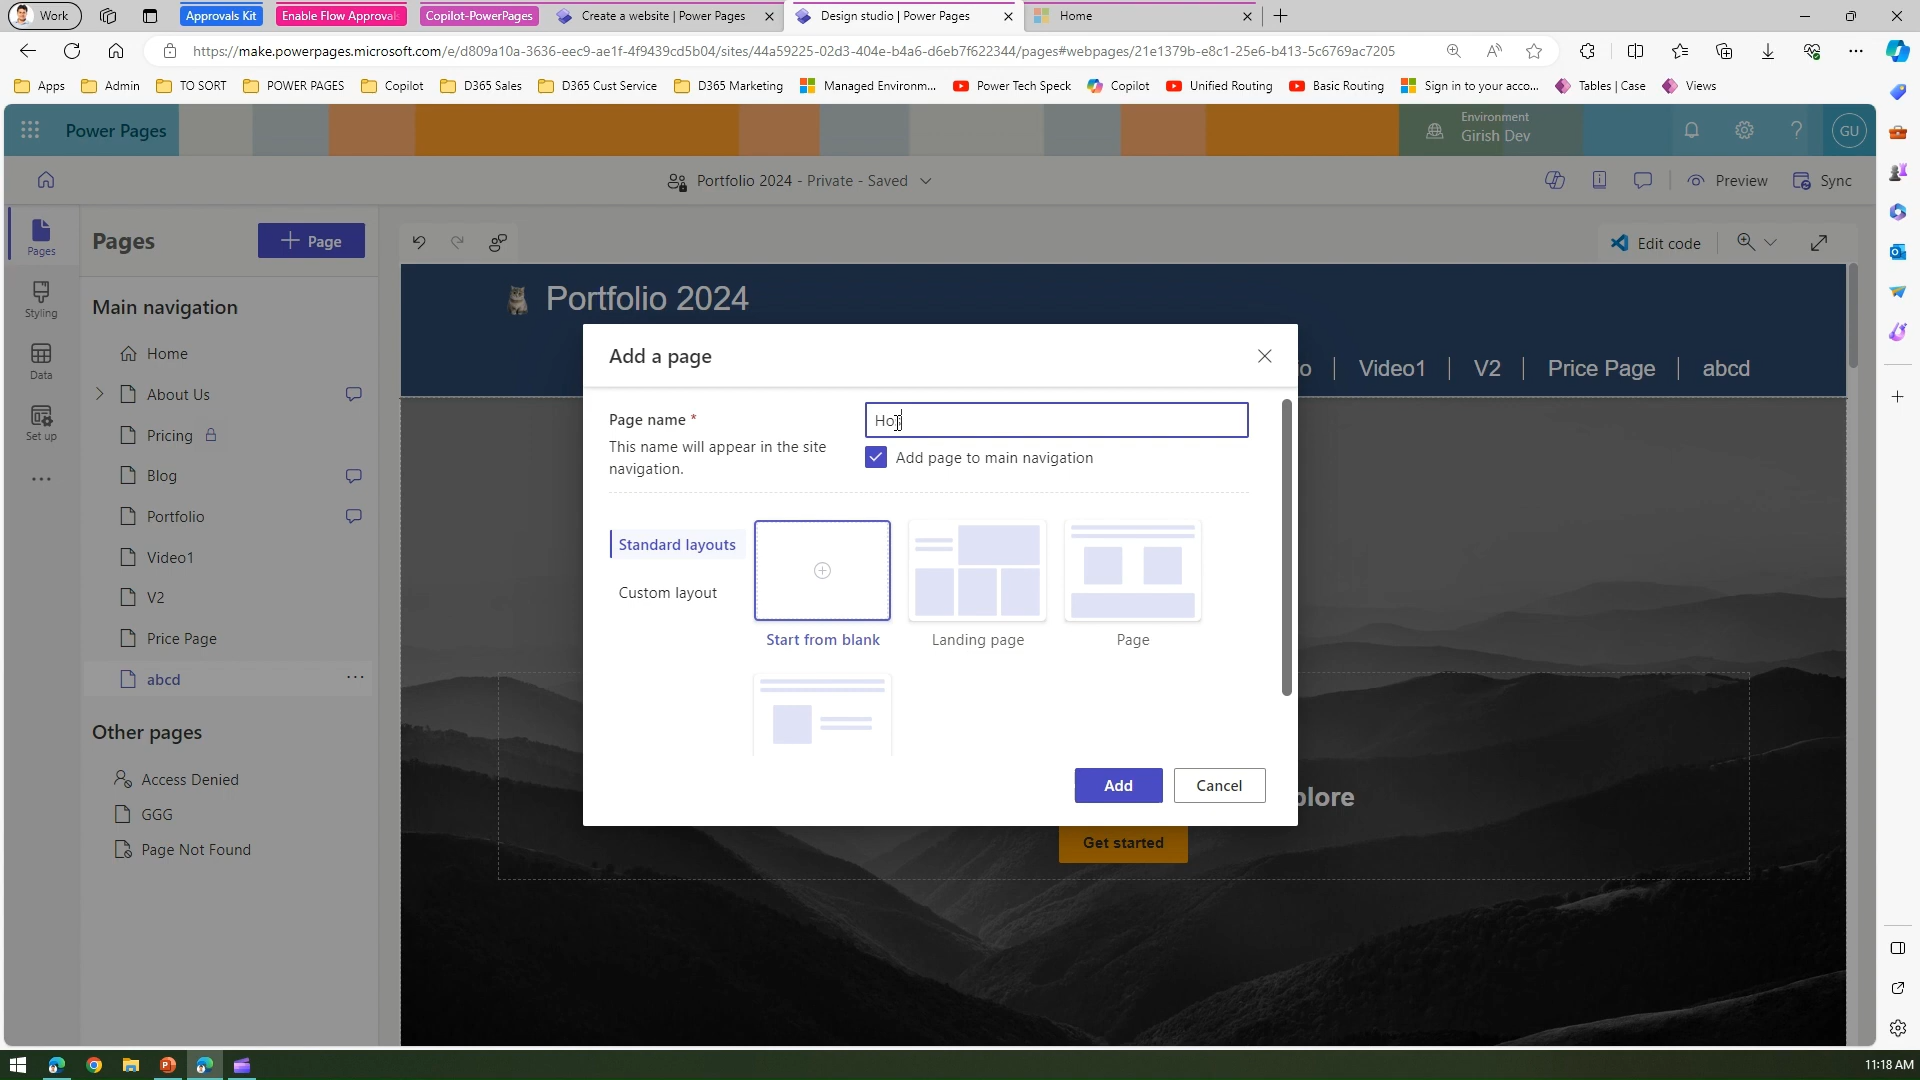 Work
Approvals Kit
Enable Flow Approvals
Copilot-PowerPages
Create a website | Power Pages
Design studio | Power Pages
Home
https://make.powerpages.microsoft.com/e/d809a10a-3636-eec9-ae1f-4f9439cd5b04/sites/44a59225-02d3-404e-b4a6-d6eb7f622344/pages#webpages/21e1379b-e8c1-25e6-b413-5c6769ac7205
Apps
Admin
TO SORT
POWER PAGES
Copilot
D365 Sales
D365 Cust Service
D365 Marketing
Managed Environm...
Power Tech Speck
Copilot
Unified Routing
Basic Routing
Sign in to your acco...
Tables | Case
Views
Power Pages
Environment
Girish Dev
GU
Portfolio 2024 - Private - Saved
Preview
Sync
Pages
Styling
Data
Set up
Pages
Page
Main navigation
Home
About Us
Pricing
Blog
Portfolio
Video1
V2
Price Page
abcd
Other pages
Access Denied
GGG
Page Not Found
Edit code
Portfolio 2024
io | Video1 | V2 | Price Page | abcd
Add a page
Page name *
This name will appear in the site
navigation.
Add page to main navigation
Standard layouts
Custom layout
Start from blank
Landing page
Page
Add
Cancel
plore
Get started
11:18 AM